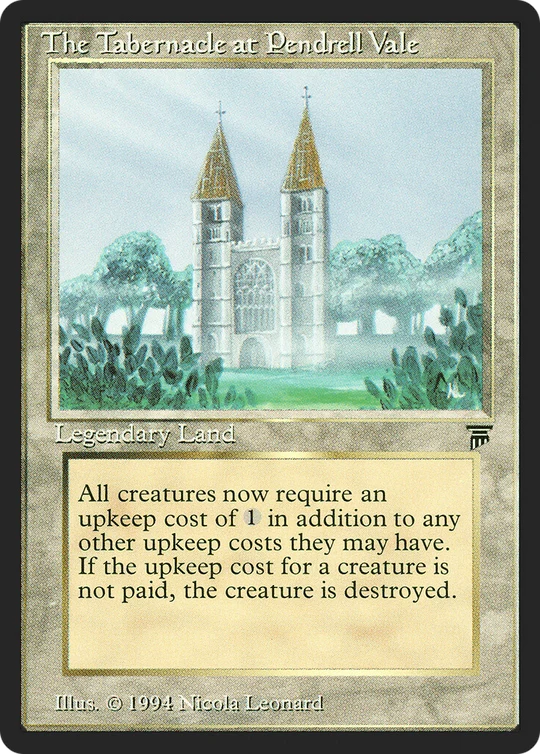 The Tabernacle at Pendrell Vale
Legendary Land
All creatures now require an
upkeep cost of 1 in addition to any
other upkeep costs they may have.
If the upkeep cost for a creature is
not paid, the creature is destroyed.
Illus. © 1994 Nicola Leonard